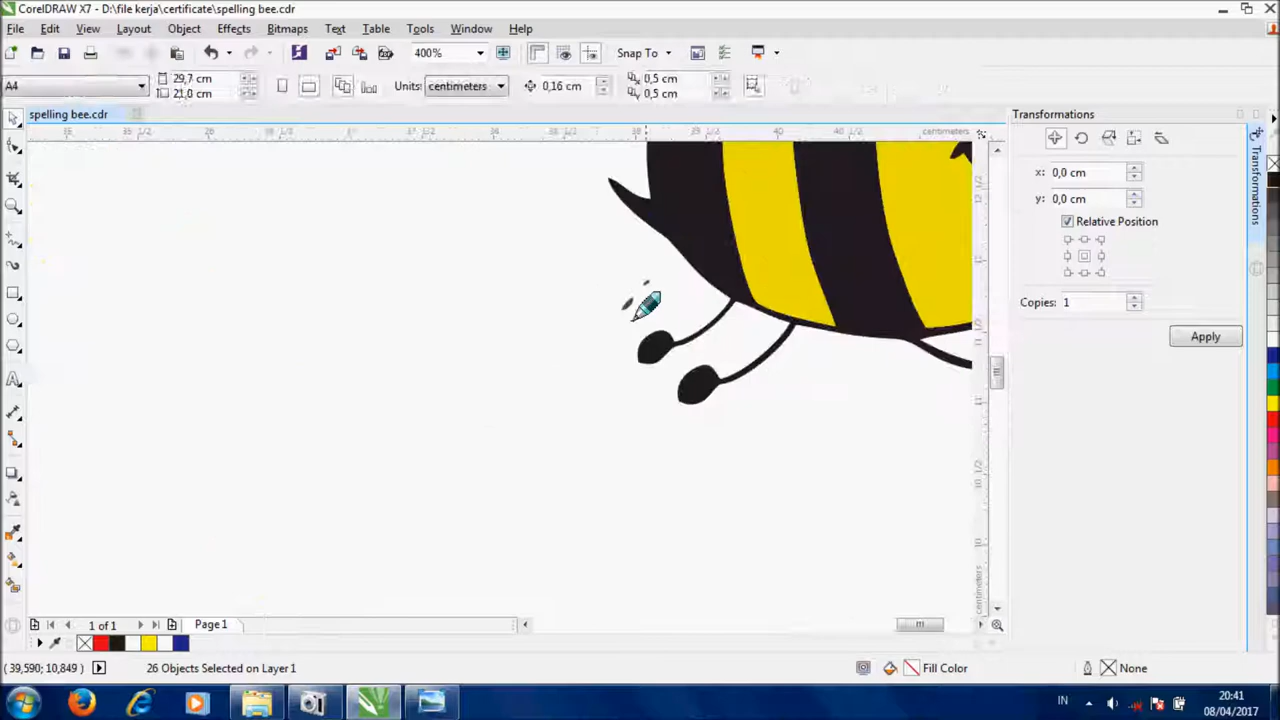 CorelDRAW X7 - D:\file kerja\certificate\spelling bee.cdr
File Edit View Layout Object Effects Bitmaps Text Table Tools Window Help
400% Snap To
A4 29,7 cm 21,0 cm Units: centimeters 0,16 cm 0,5 cm 0,5 cm
spelling bee.cdr
Transformations
centimeters
x: 0,0 cm
y: 0,0 cm
Relative Position
Copies: 1
Apply
Transformations
centimeters
1 of 1 Page 1
(39,590; 10,849) 26 Objects Selected on Layer 1 Fill Color None
IN 20:41
08/04/2017